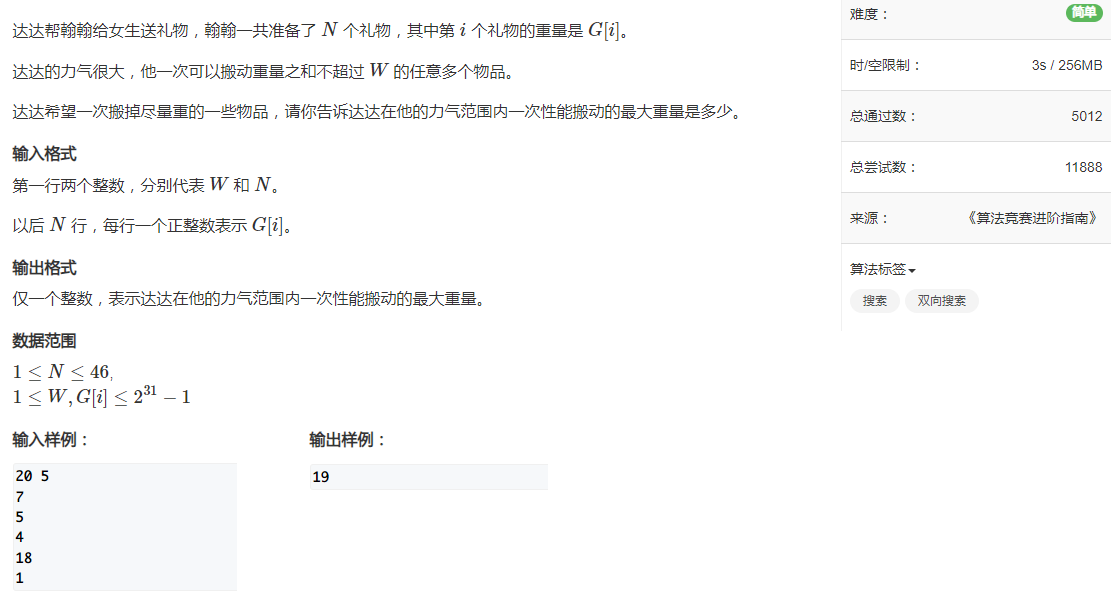 达达帮翰翰给女生送礼物，翰翰一共准备了 N 个礼物，其中第 i 个礼物的重量是 G[i]。
达达的力气很大，他一次可以搬动重量之和不超过 W 的任意多个物品。
达达希望一次搬掉尽量重的一些物品，请你告诉达达在他的力气范围内一次性能搬动的最大重量是多少。
输入格式
第一行两个整数，分别代表 W 和 N。
以后 N 行，每行一个正整数表示 G[i]。
输出格式
仅一个整数，表示达达在他的力气范围内一次性能搬动的最大重量。
数据范围
1 ≤ N ≤ 46,
1 ≤ W, G[i] ≤ 2^31 − 1
输入样例：
20 5
7
5
4
18
1
输出样例：
19
难度： 简单
时/空限制： 3s / 256MB
总通过数： 5012
总尝试数： 11888
来源： 《算法竞赛进阶指南》
算法标签
搜索 双向搜索